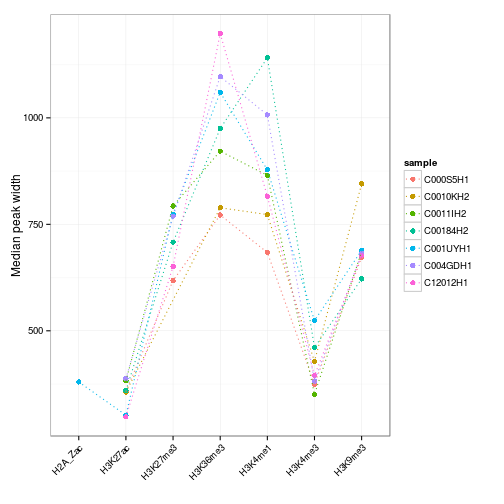 Median peak width
1000
750
500
H2A_Zac
H3K27ac
H3K27me3
H3K36me3
H3K4me1
H3K4me3
H3K9me3
sample
C000S5H1
C0010KH2
C0011IH2
C00184H2
C001UYH1
C004GDH1
C12012H1